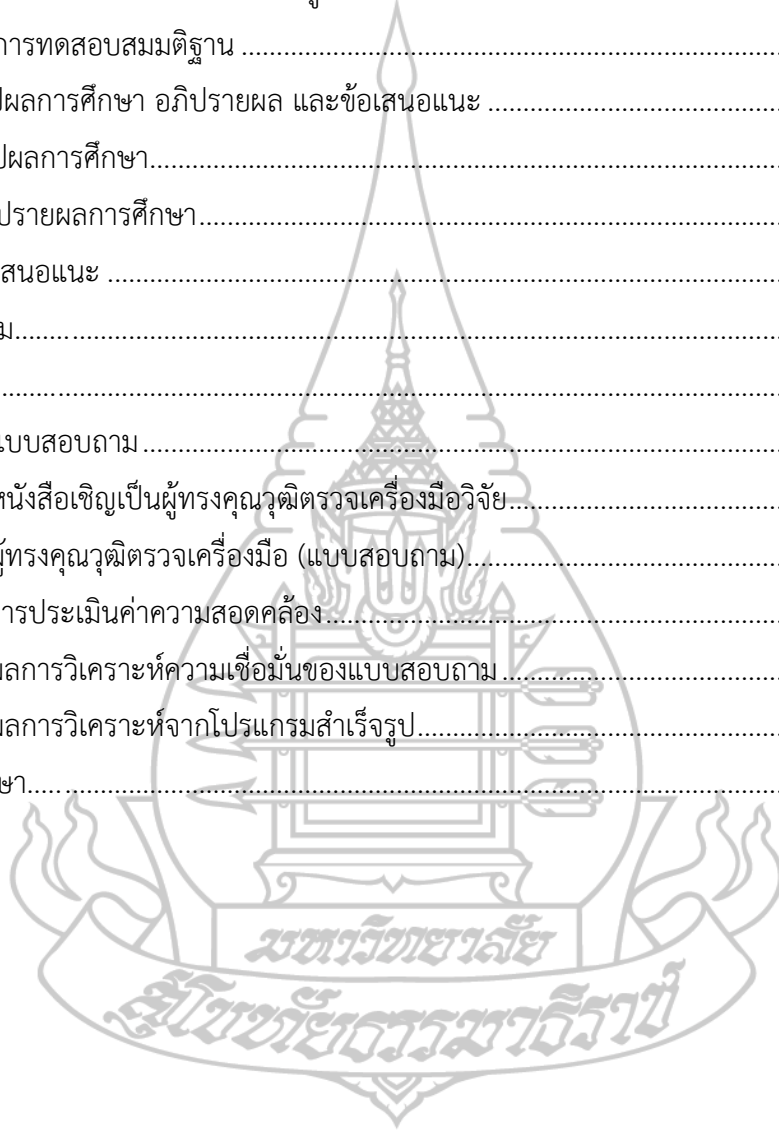 การทดสอบสมมติฐาน ................................................
ผลการศึกษา อภิปรายผล และข้อเสนอแนะ ................................................
ปผลการศึกษา................................................
ปรายผลการศึกษา................................................
เสนอแนะ ................................................
ม................................................
................................................
แบบสอบถาม ................................................
หนังสือเชิญเป็นผู้ทรงคุณวุฒิตรวจเครื่องมือวิจัย................................................
ผู้ทรงคุณวุฒิตรวจเครื่องมือ (แบบสอบถาม)................................................
การประเมินค่าความสอดคล้อง................................................
ผลการวิเคราะห์ความเชื่อมั่นของแบบสอบถาม ................................................
ผลการวิเคราะห์จากโปรแกรมสำเร็จรูป................................................
ษา................................................
มหาวิทยาลัย
สุโขทัยธรรมาธิราช